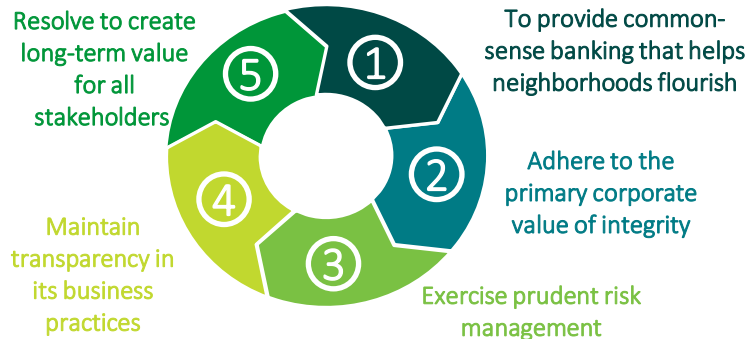 1
To provide common-
sense banking that helps
neighborhoods flourish
2
Adhere to the
primary corporate
value of integrity
3
Exercise prudent risk
management
4
Maintain
transparency in
its business
practices
5
Resolve to create
long-term value
for all
stakeholders